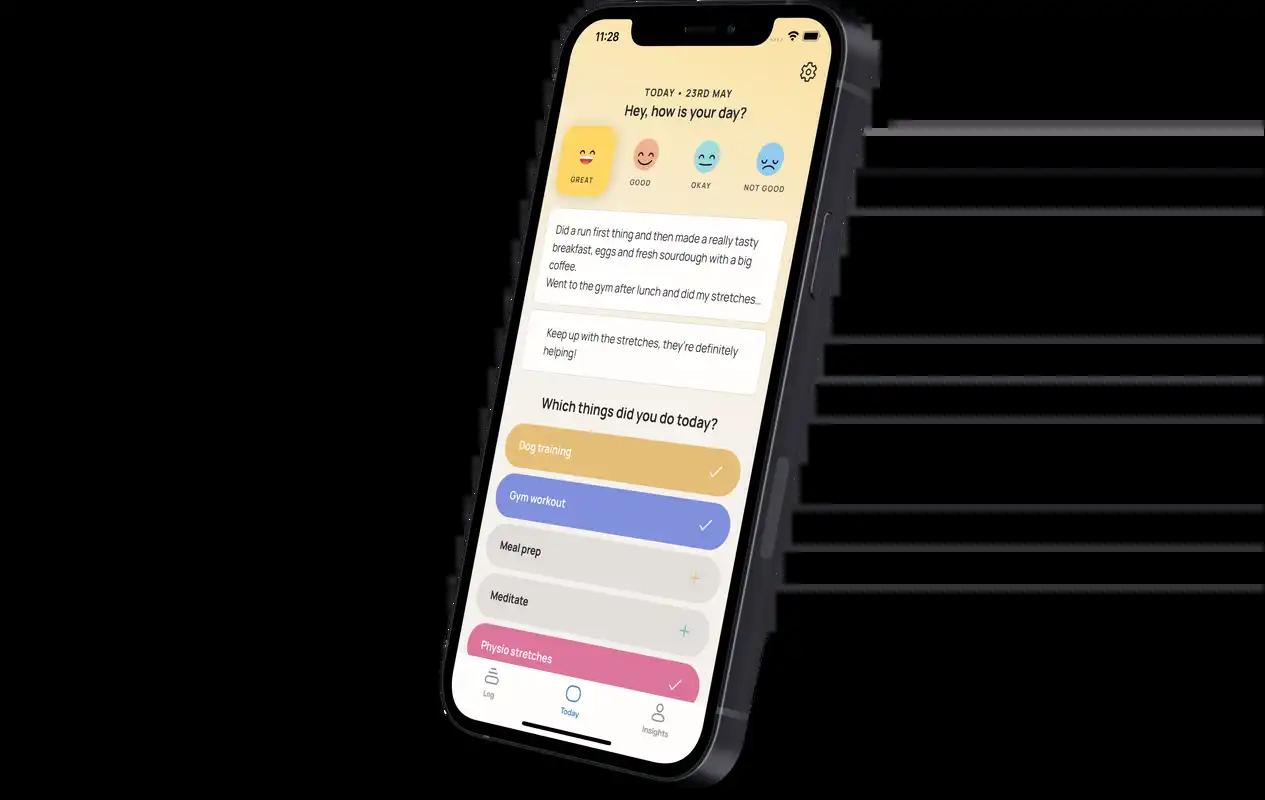 11:28
TODAY • 23RD MAY
Hey, how is your day?
GREAT
GOOD
OKAY
NOT GOOD
Did a run first thing and then made a really tasty
breakfast, eggs and fresh sourdough with a big
coffee.
Went to the gym after lunch and did my stretches...
Keep up with the stretches, they're definitely
helping!
Which things did you do today?
Dog training
Gym workout
Meal prep
Meditate
Physio stretches
Log
Today
Insights